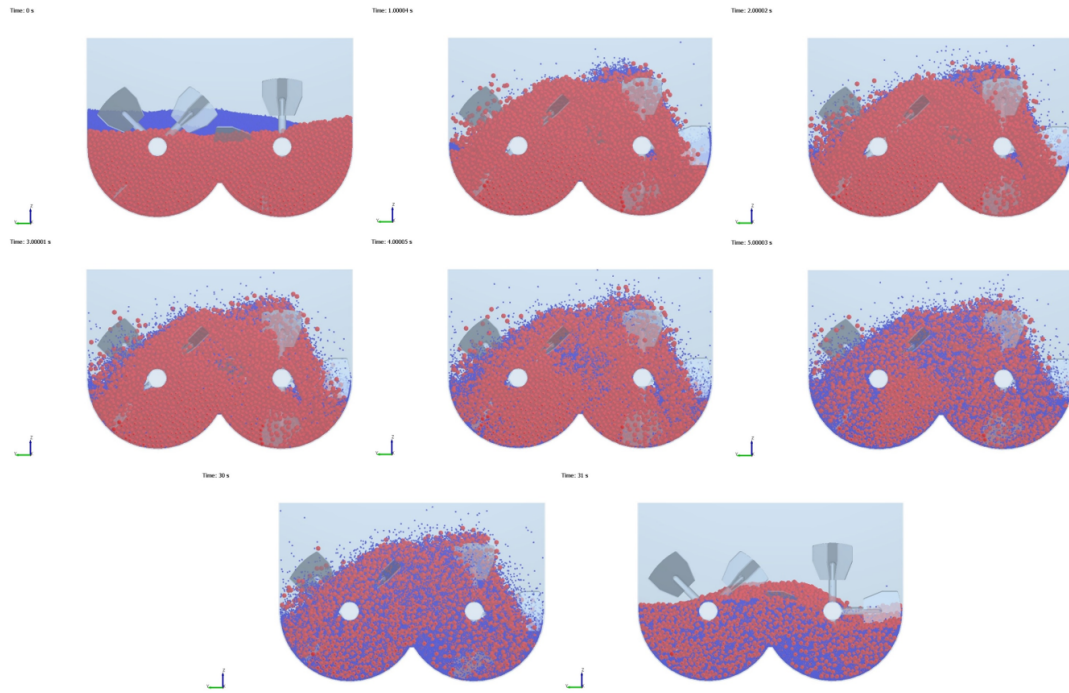 Time: 0 s
Time: 1.00004 s
Time: 2.00002 s
Time: 3.00001 s
Time: 4.00005 s
Time: 5.00003 s
Time: 30 s
Time: 31 s